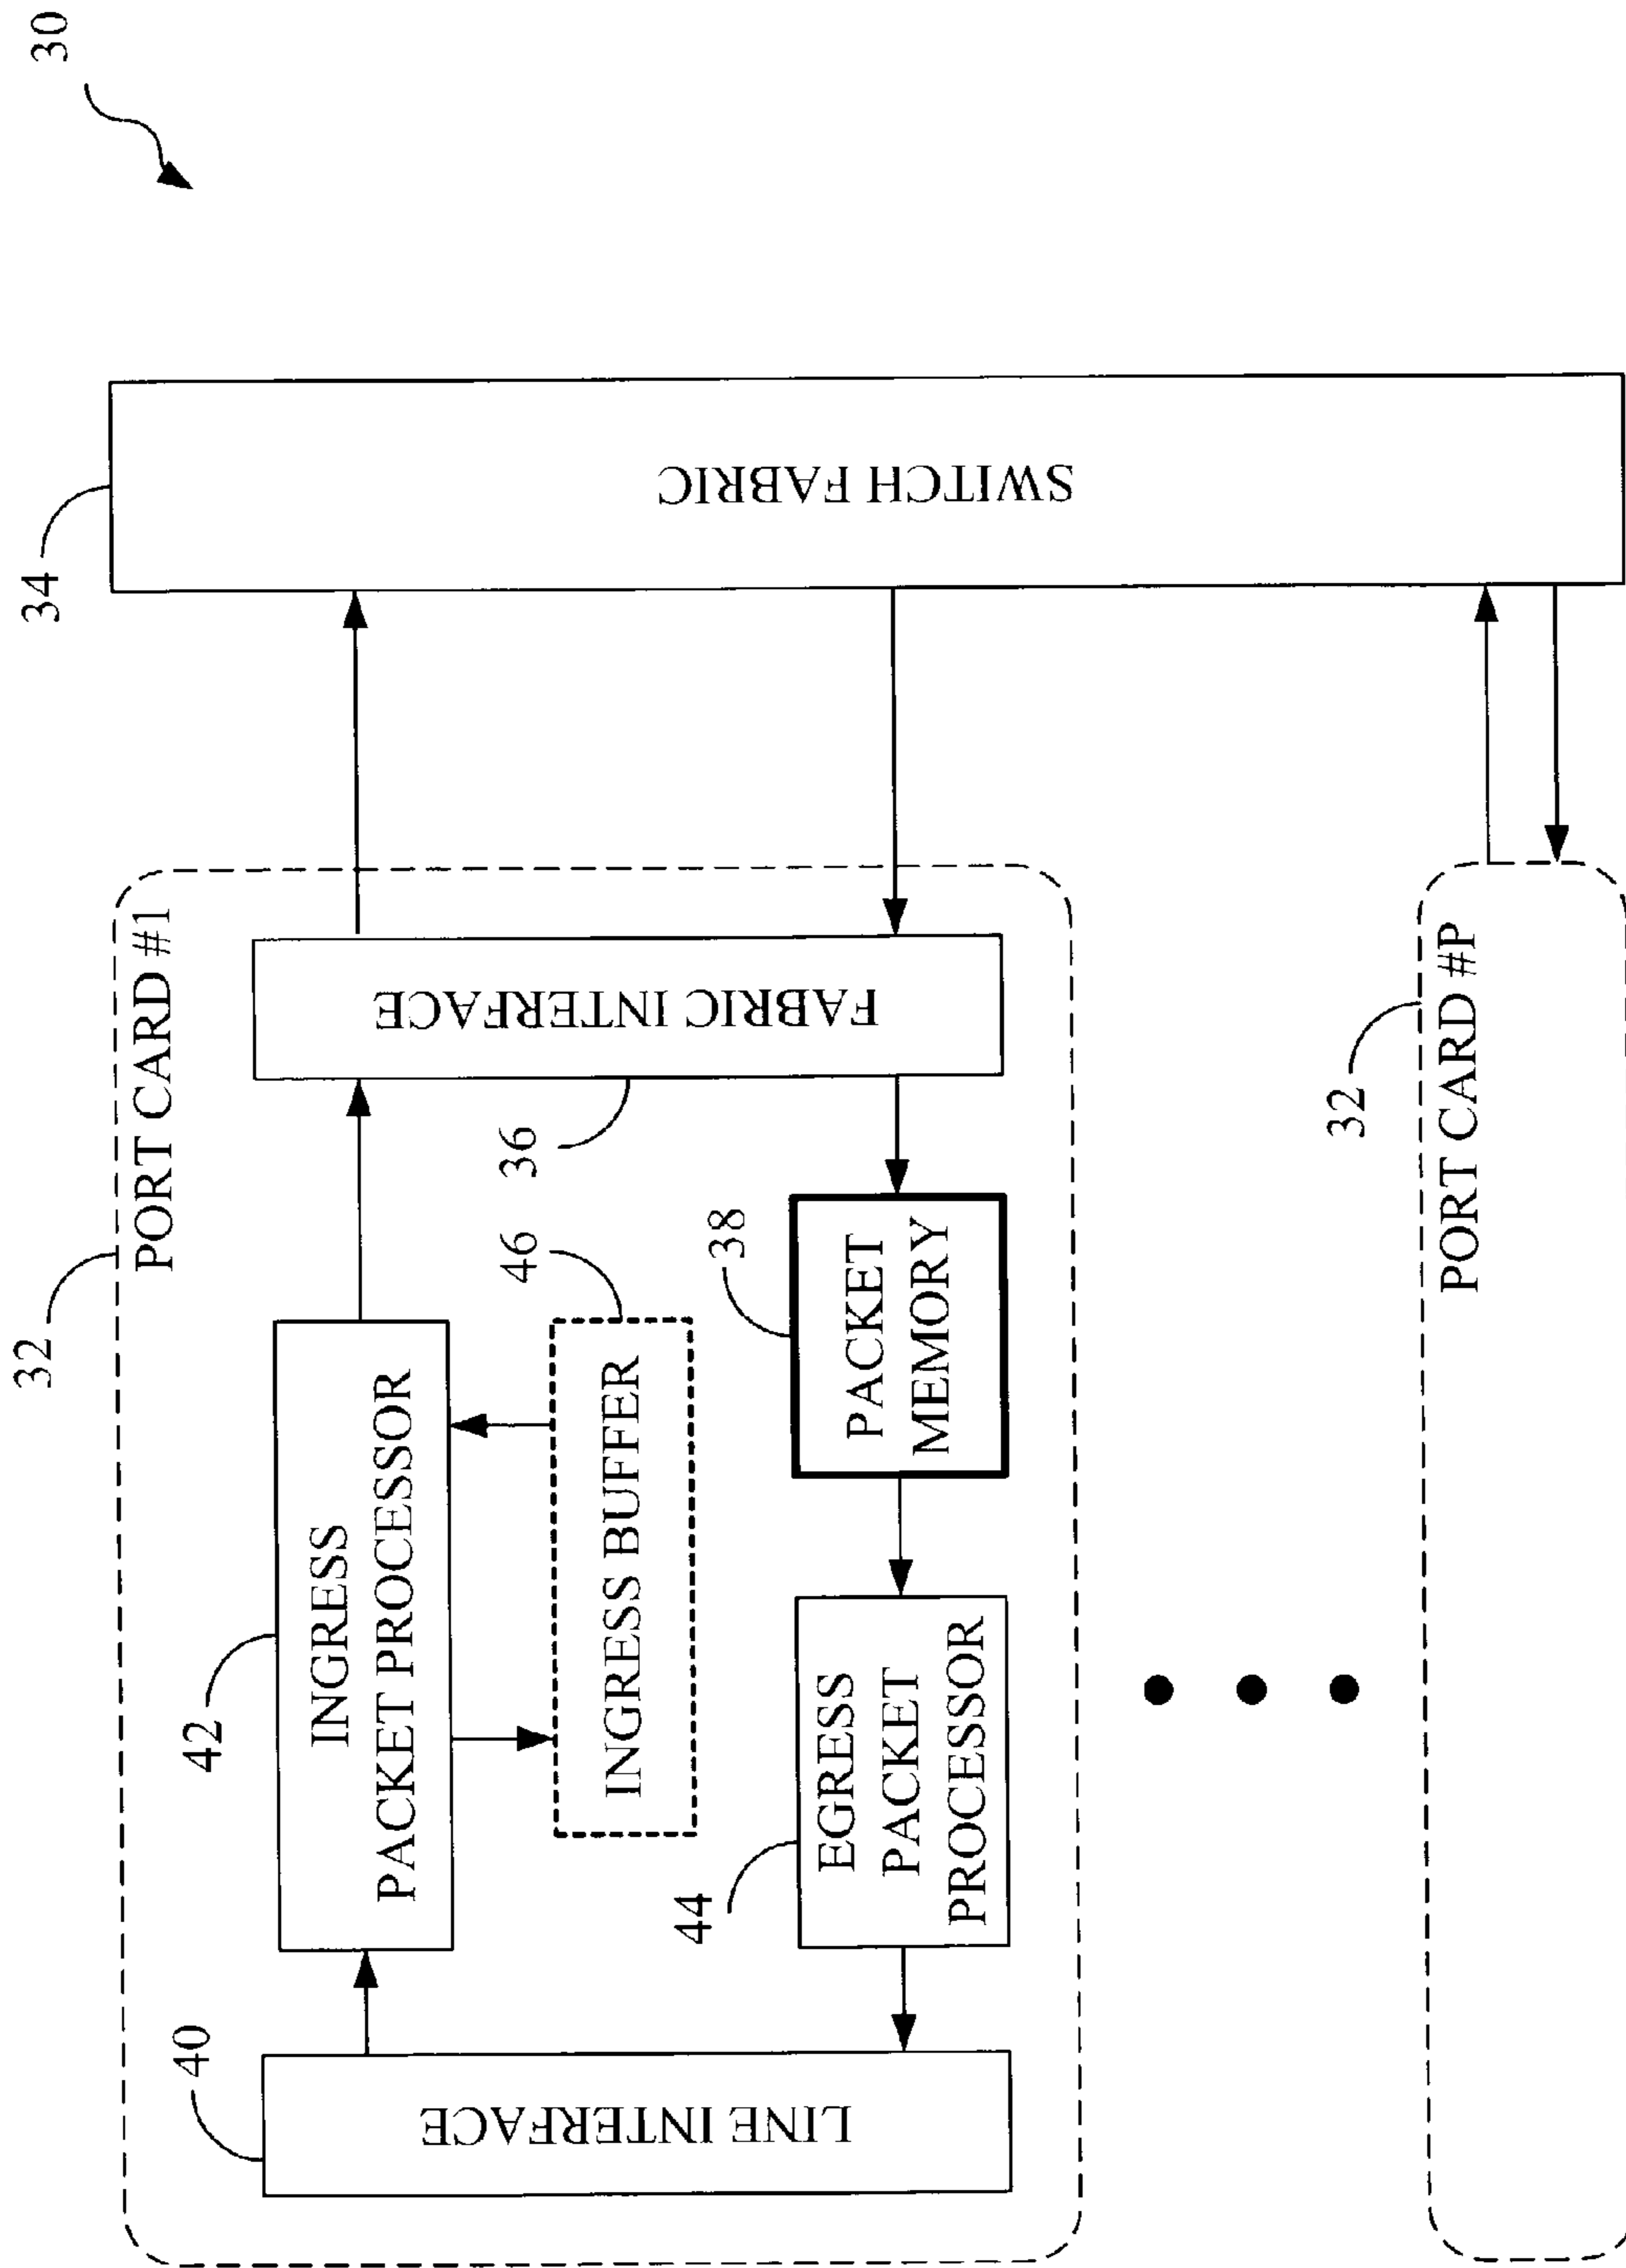 30
32
PORT CARD #1
34
40
LINE INTERFACE
42
INGRESS
PACKET PROCESSOR
46
INGRESS BUFFER
36
FABRIC INTERFACE
SWITCH FABRIC
44
EGRESS
PACKET
PROCESSOR
38
PACKET
MEMORY
32
PORT CARD #P